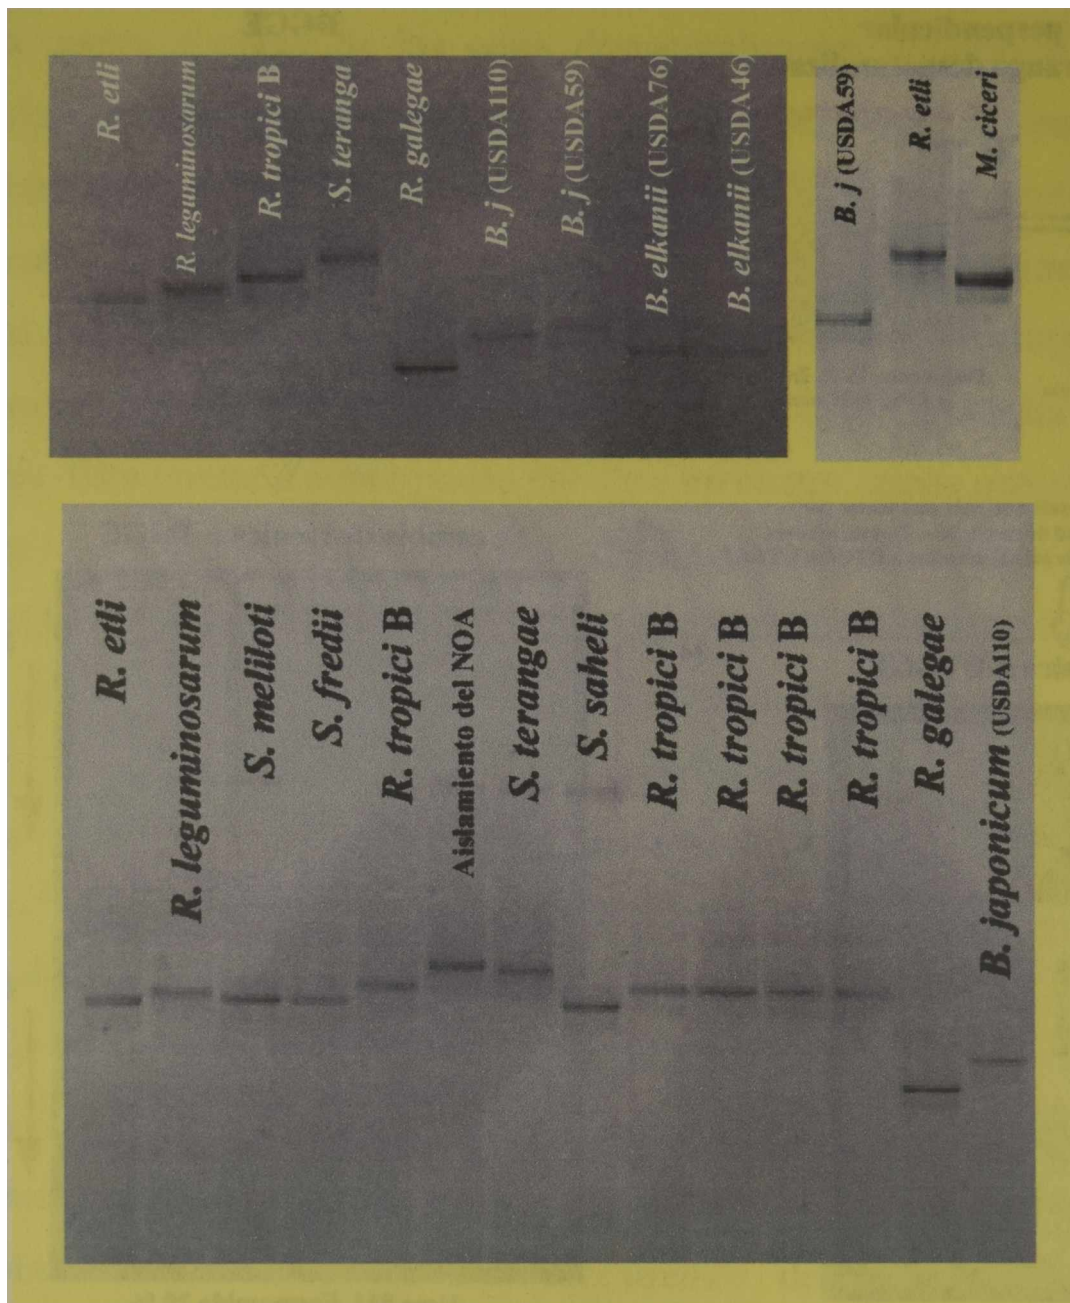 R. etli
R. leguminosarum
R. tropici B
S. teranga
R. galegae
B. j (USDA110)
B. j (USDA59)
B. elkanii (USDA76)
B. elkanii (USDA46)
B. j (USDA59)
R. etli
M. ciceri
R. etli
R. leguminosarum
S. meliloti
S. fredii
R. tropici B
Aislamiento del NOA
S. terangae
S. saheli
R. tropici B
R. tropici B
R. tropici B
R. tropici B
R. galegae
B. japonicum (USDA110)